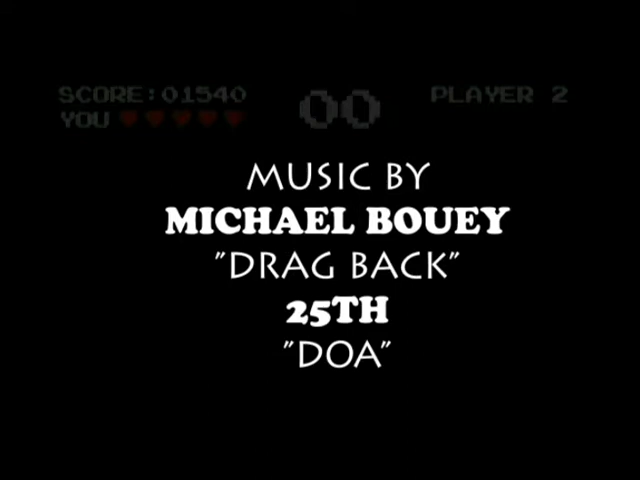 SCORE:01540 00 PLAYER 2
YOU
MUSIC BY
MICHAEL BOUEY
"DRAG BACK"
25TH
"DOA"